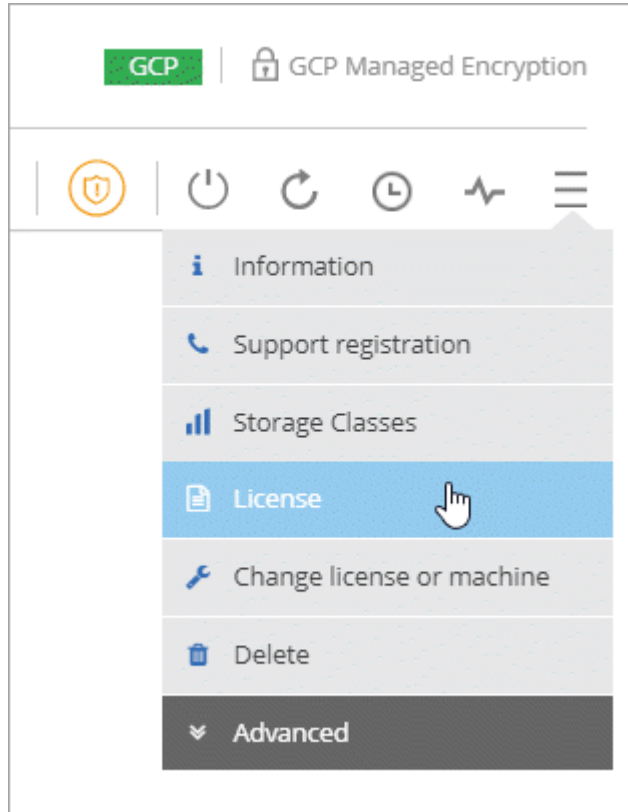 GCP
GCP Managed Encryption
Information
Support registration
Storage Classes
License
Change license or machine
Delete
Advanced